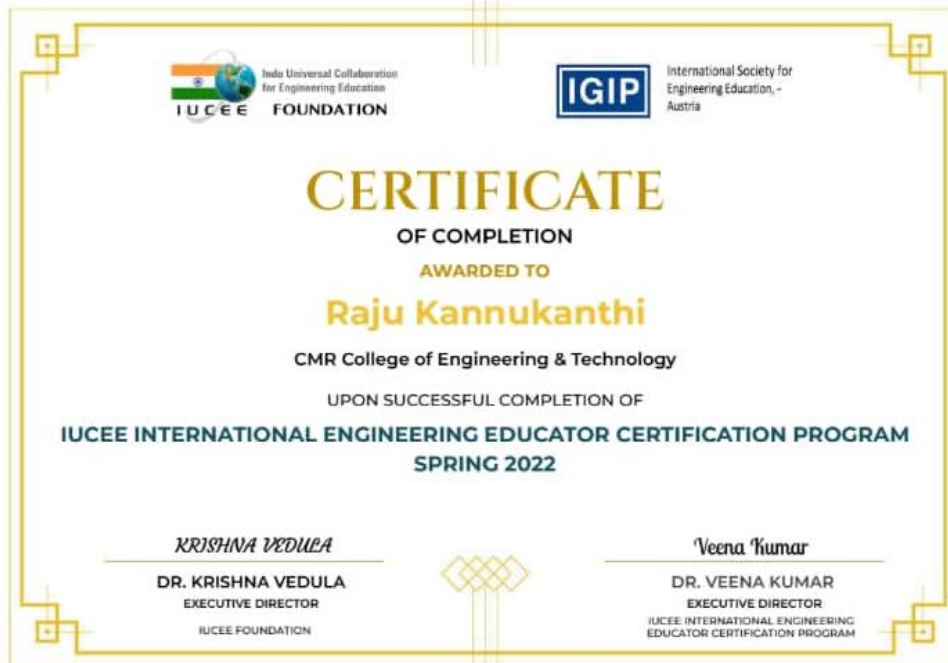 Indo Universal Collaboration
for Engineering Education
IUCEE FOUNDATION
IGIP
International Society for
Engineering Education, -
Austria
CERTIFICATE
OF COMPLETION
AWARDED TO
Raju Kannukanthi
CMR College of Engineering & Technology
UPON SUCCESSFUL COMPLETION OF
IUCEE INTERNATIONAL ENGINEERING EDUCATOR CERTIFICATION PROGRAM
SPRING 2022
KRISHNA VEDULA
DR. KRISHNA VEDULA
EXECUTIVE DIRECTOR
IUCEE FOUNDATION
Veena Kumar
DR. VEENA KUMAR
EXECUTIVE DIRECTOR
IUCEE INTERNATIONAL ENGINEERING
EDUCATOR CERTIFICATION PROGRAM